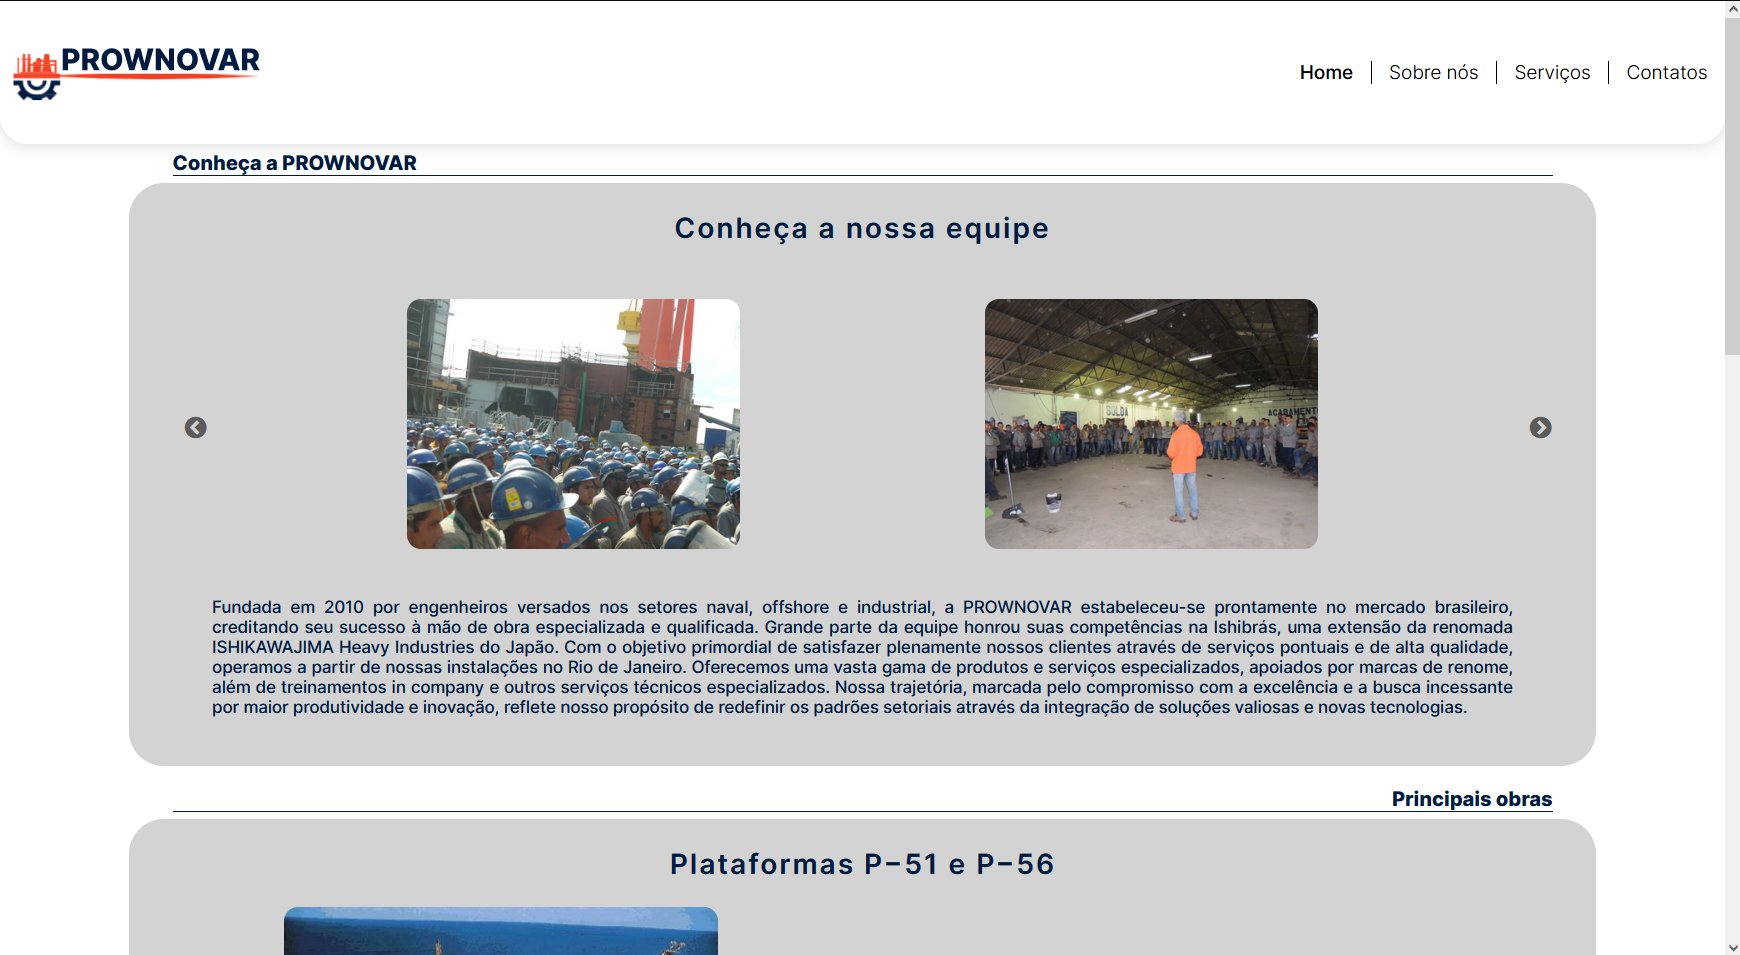 PROWNOVAR
Home
Sobre nós
Serviços
Contatos
Conheça a PROWNOVAR
Conheça a nossa equipe
SOLDA
ACABAMENT
Fundada em 2010 por engenheiros versados nos setores naval, offshore e industrial, a PROWNOVAR estabeleceu-se prontamente no mercado brasileiro,
creditando seu sucesso à mão de obra especializada e qualificada. Grande parte da equipe honrou suas competências na Ishibrás, uma extensão da renomada
ISHIKAWAJIMA Heavy Industries do Japão. Com o objetivo primordial de satisfazer plenamente nossos clientes através de serviços pontuais e de alta qualidade,
operamos a partir de nossas instalações no Rio de Janeiro. Oferecemos uma vasta gama de produtos e serviços especializados, apoiados por marcas de renome,
além de treinamentos in company e outros serviços técnicos especializados. Nossa trajetória, marcada pelo compromisso com a excelência e a busca incessante
por maior produtividade e inovação, reflete nosso propósito de redefinir os padrões setoriais através da integração de soluções valiosas e novas tecnologias.
Principais obras
Plataformas P-51 e P-56